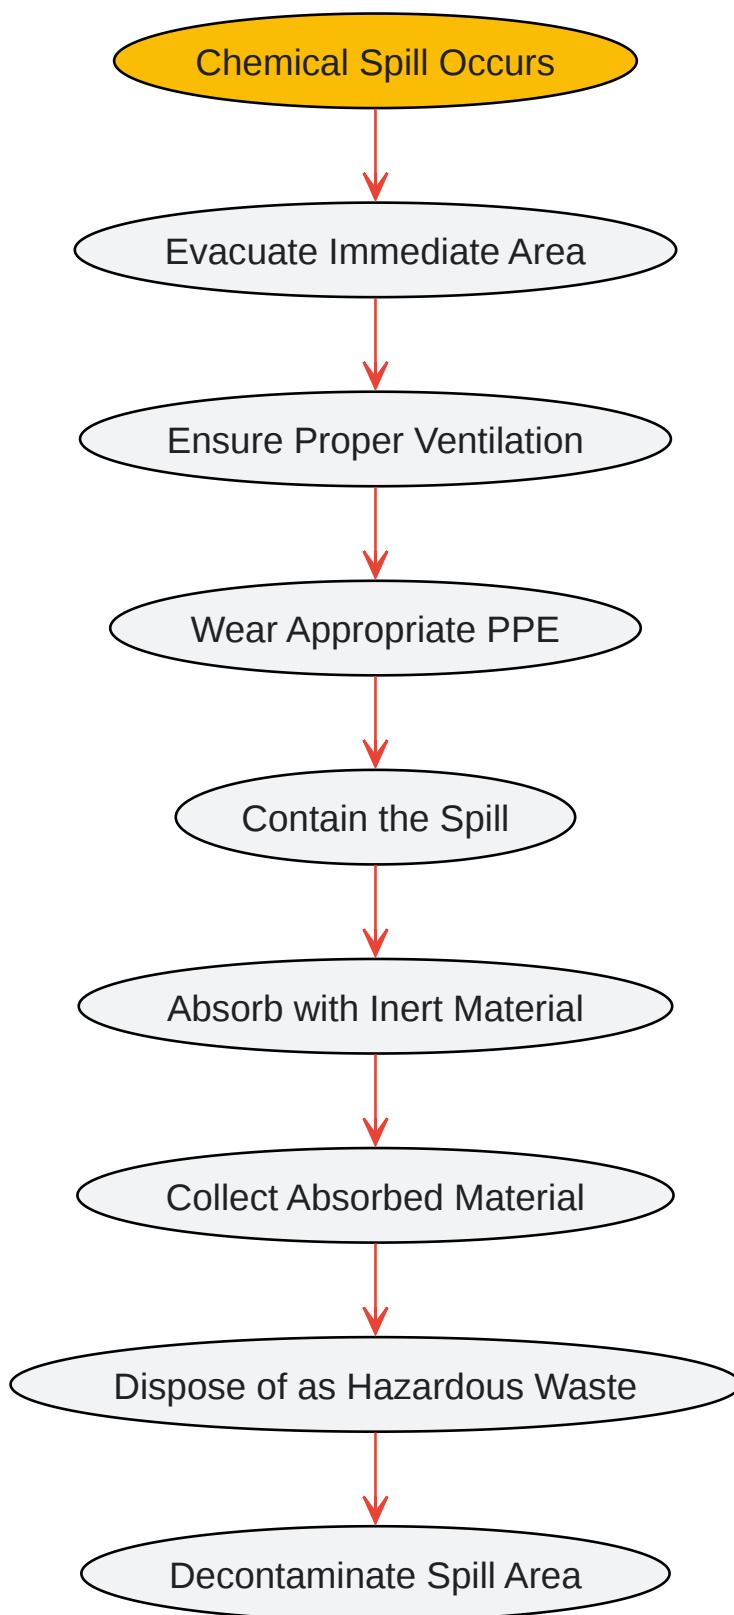 Chemical Spill Occurs
Evacuate Immediate Area
Ensure Proper Ventilation
Wear Appropriate PPE
Contain the Spill
Absorb with Inert Material
Collect Absorbed Material
Dispose of as Hazardous Waste
Decontaminate Spill Area